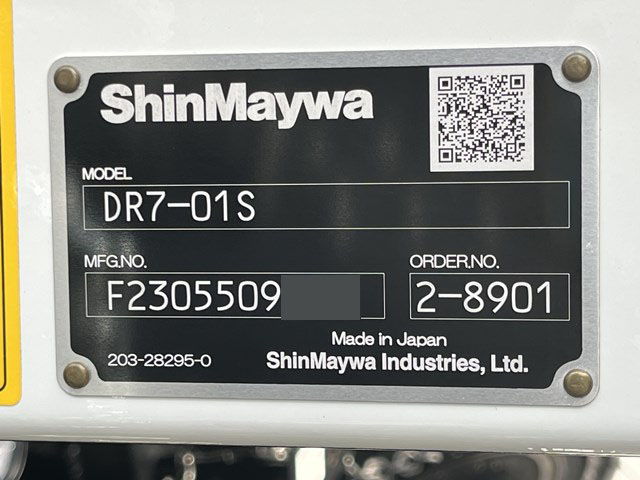 ShinMaywa
MODEL
DR7-01S
MFG.NO.
F2305509
ORDER.NO.
2-8901
Made in Japan
203-28295-0
ShinMaywa Industries, Ltd.